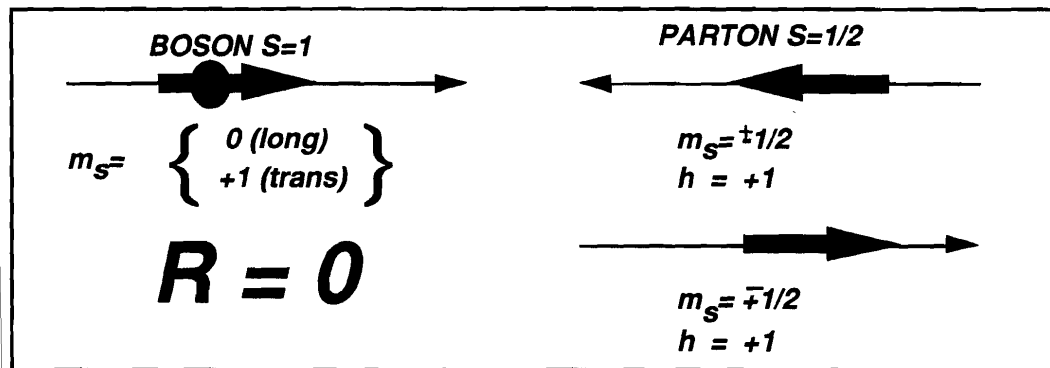 BOSON S=1
m_s= { 0 (long)
+1 (trans) }
R = 0
PARTON S=1/2
m_s= ±1/2
h = +1
m_s= ∓1/2
h = +1